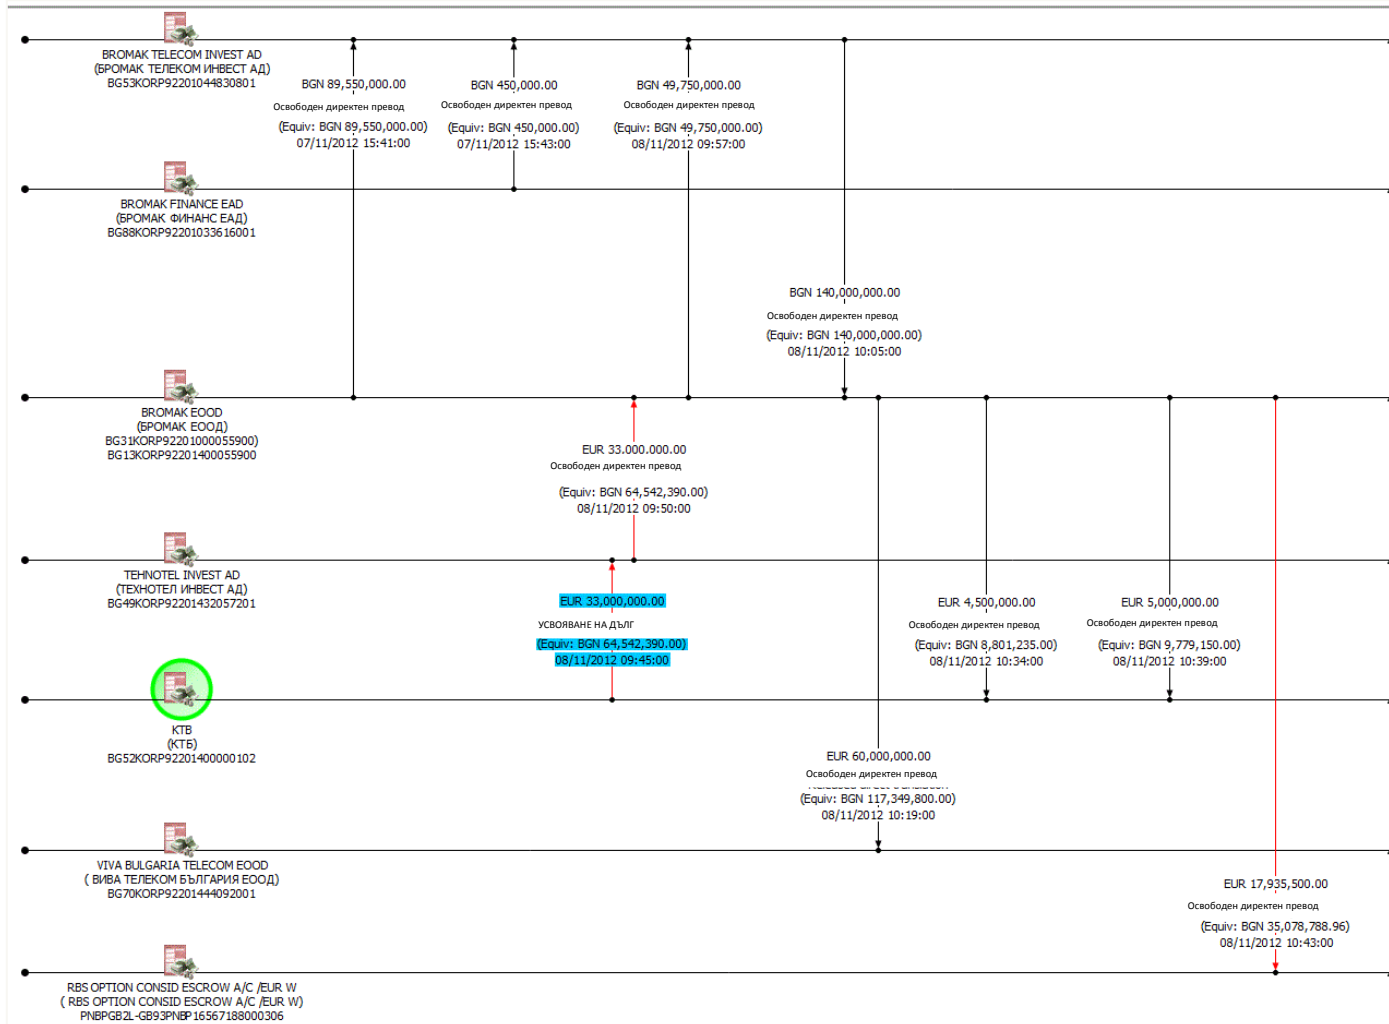 BROMAK TELECOM INVEST AD
(БРОМАК ТЕЛЕКОМ ИНВЕСТ АД)
BG53KORP92201044830801
BGN 89,550,000.00
Освободен директен превод
(Equiv: BGN 89,550,000.00)
07/11/2012 15:41:00
BGN 450,000.00
Освободен директен превод
(Equiv: BGN 450,000.00)
07/11/2012 15:43:00
BGN 49,750,000.00
Освободен директен превод
(Equiv: BGN 49,750,000.00)
08/11/2012 09:57:00
BROMAK FINANCE EAD
(БРОМАК ФИНАНС ЕАД)
BG88KORP92201033616001
BGN 140,000,000.00
Освободен директен превод
(Equiv: BGN 140,000,000.00)
08/11/2012 10:05:00
BROMAK EOOD
(БРОМАК ЕООД)
BG31KORP92201000055900)
BG13KORP92201400055900
EUR 33.000.000.00
Освободен директен превод
(Equiv: BGN 64,542,390.00)
08/11/2012 09:50:00
TEHNOTEL INVEST AD
(ТЕХНОТЕЛ ИНВЕСТ АД)
BG49KORP92201432057201
EUR 33,000,000.00
УСВОЯВАНЕ НА ДЪЛГ
(Equiv: BGN 64,542,390.00)
08/11/2012 09:45:00
EUR 4,500,000.00
Освободен директен превод
(Equiv: BGN 8,801,235.00)
08/11/2012 10:34:00
EUR 5,000,000.00
Освободен директен превод
(Equiv: BGN 9,779,150.00)
08/11/2012 10:39:00
КТВ
(КТБ)
BG52KORP92201400000102
EUR 60,000,000.00
Освободен директен превод
(Equiv: BGN 117,349,800.00)
08/11/2012 10:19:00
VIVA BULGARIA TELECOM EOOD
( ВИВА ТЕЛЕКОМ БЪЛГАРИЯ ЕООД)
BG70KORP92201444092001
EUR 17,935,500.00
Освободен директен превод
(Equiv: BGN 35,078,788.96)
08/11/2012 10:43:00
RBS OPTION CONSID ESCROW A/C /EUR W
( RBS OPTION CONSID ESCROW A/C /EUR W)
PNBPGB2L-GB93PNBP16567188000306